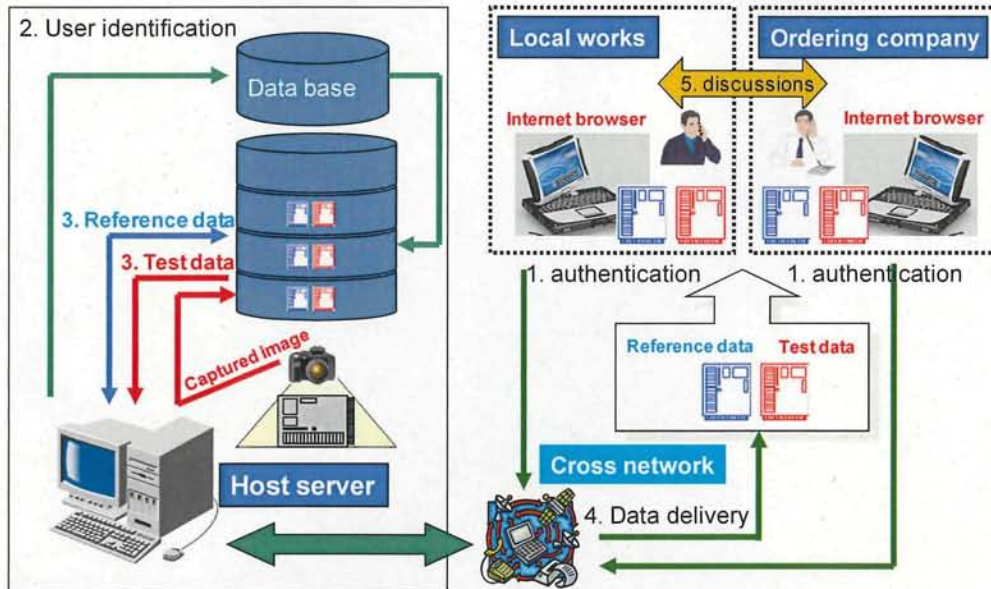 2. User identification
Data base
3. Reference data
3. Test data
Captured image
Host server
Local works
Ordering company
5. discussions
Internet browser
Internet browser
1. authentication
1. authentication
Reference data
Test data
Cross network
4. Data delivery